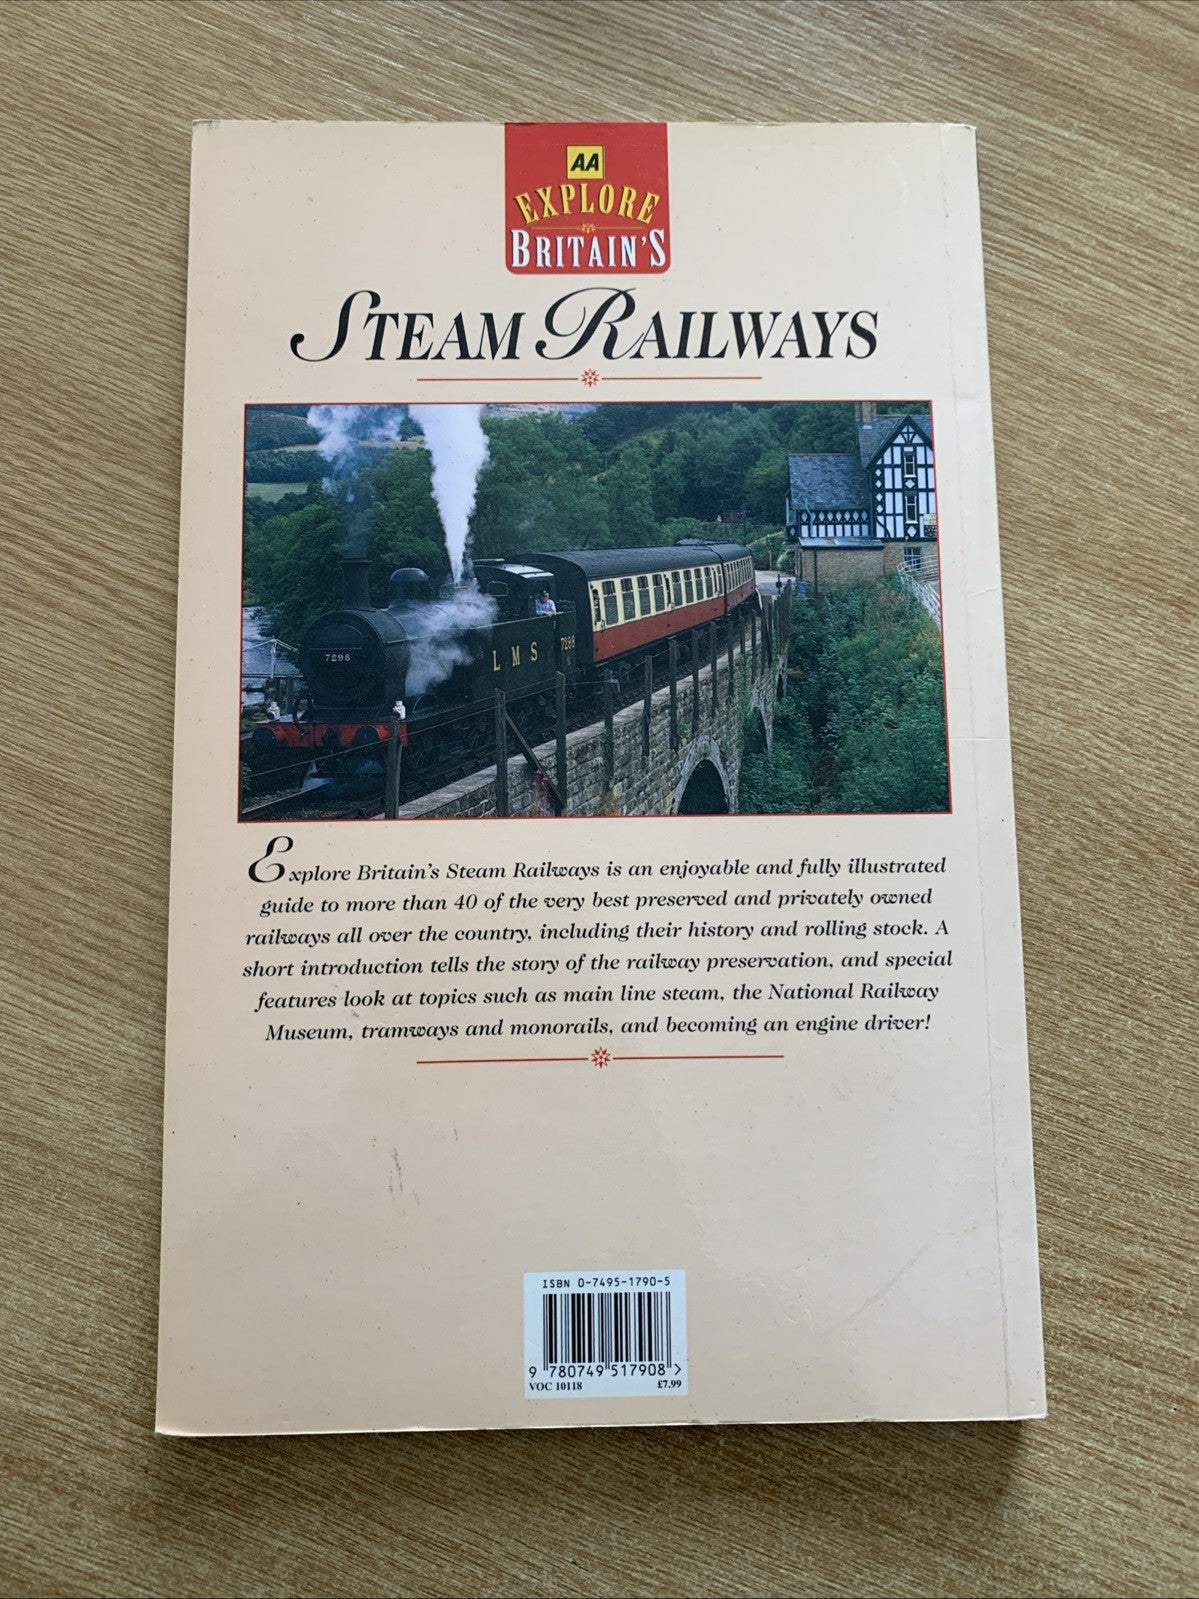 AA
EXPLORE
BRITAIN'S
STEAM RAILWAYS
7298
L M S
7298
Explore Britain's Steam Railways is an enjoyable and fully illustrated
guide to more than 40 of the very best preserved and privately owned
railways all over the country, including their history and rolling stock. A
short introduction tells the story of the railway preservation, and special
features look at topics such as main line steam, the National Railway
Museum, tramways and monorails, and becoming an engine driver!
ISBN 0-7495-1790-5
9 780749 517908 >
VOC 10118 £7.99